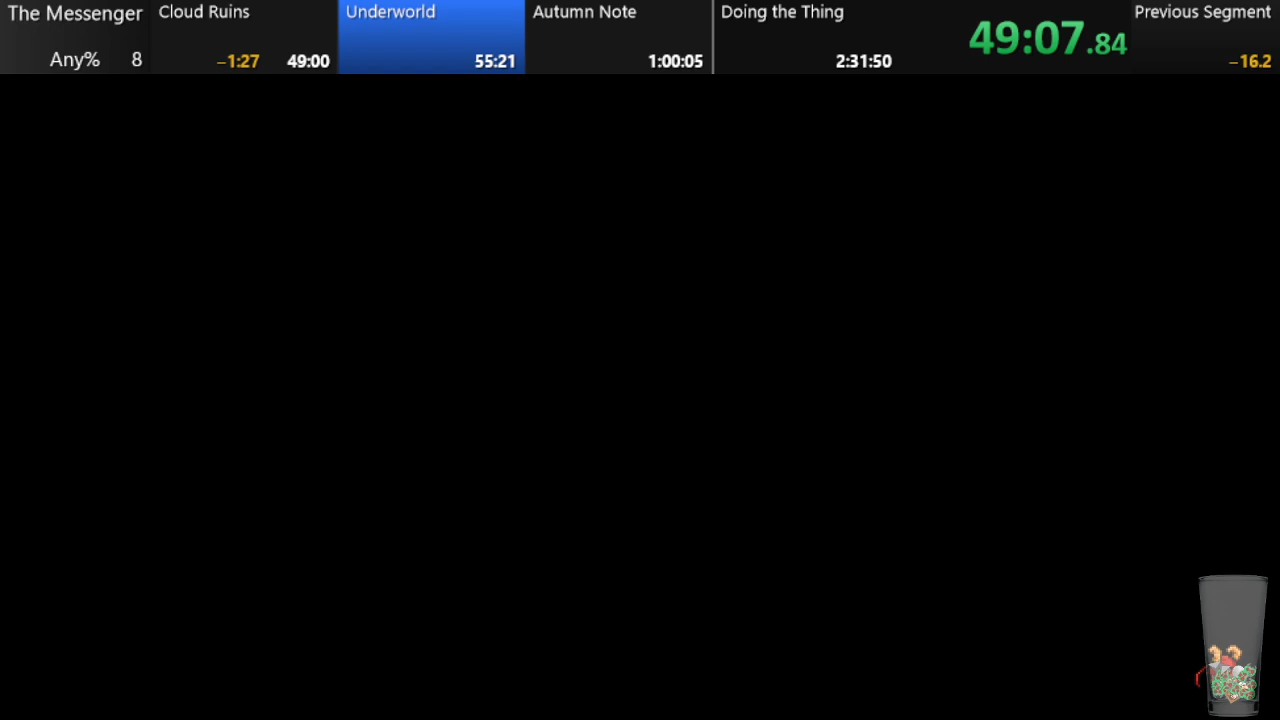 The Messenger
Any% 8
Cloud Ruins
−1:27 49:00
Underworld
55:21
Autumn Note
1:00:05
Doing the Thing
2:31:50
49:07.84
Previous Segment
−16.2